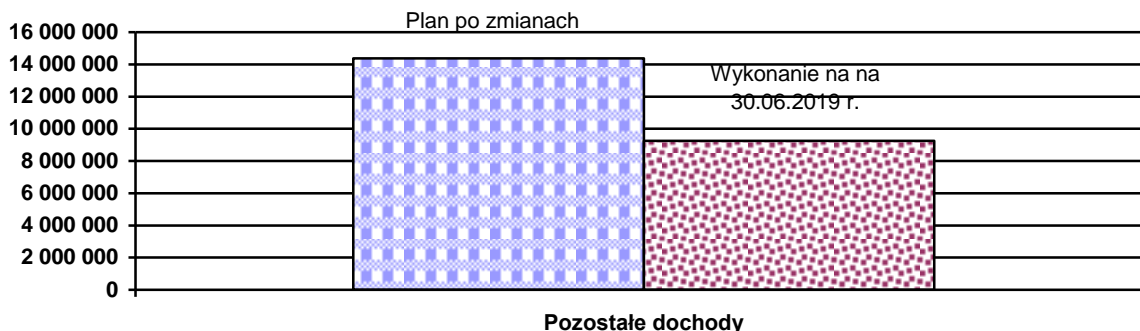 Plan po zmianach
16 000 000
14 000 000
Wykonanie na na
30.06.2019 r.
12 000 000
10 000 000
8 000 000
6 000 000
4 000 000
2 000 000
0
Pozostałe dochody